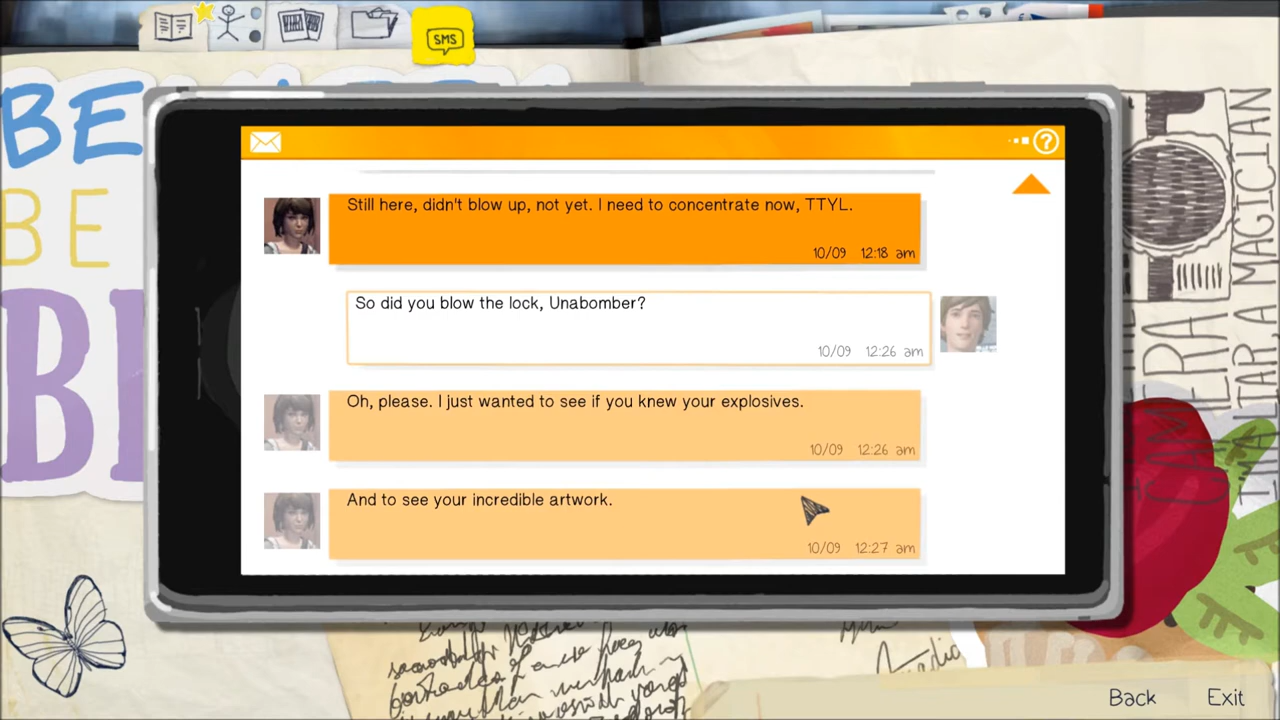 SMS
BE
BE
Still here, didn't blow up, not yet. I need to concentrate now, TTYL.
10/09 12:18 am
So did you blow the lock, Unabomber?
10/09 12:26 am
Oh, please. I just wanted to see if you knew your explosives.
10/09 12:26 am
And to see your incredible artwork.
10/09 12:27 am
I'M A STAR, A MAGICIAN
Back
Exit